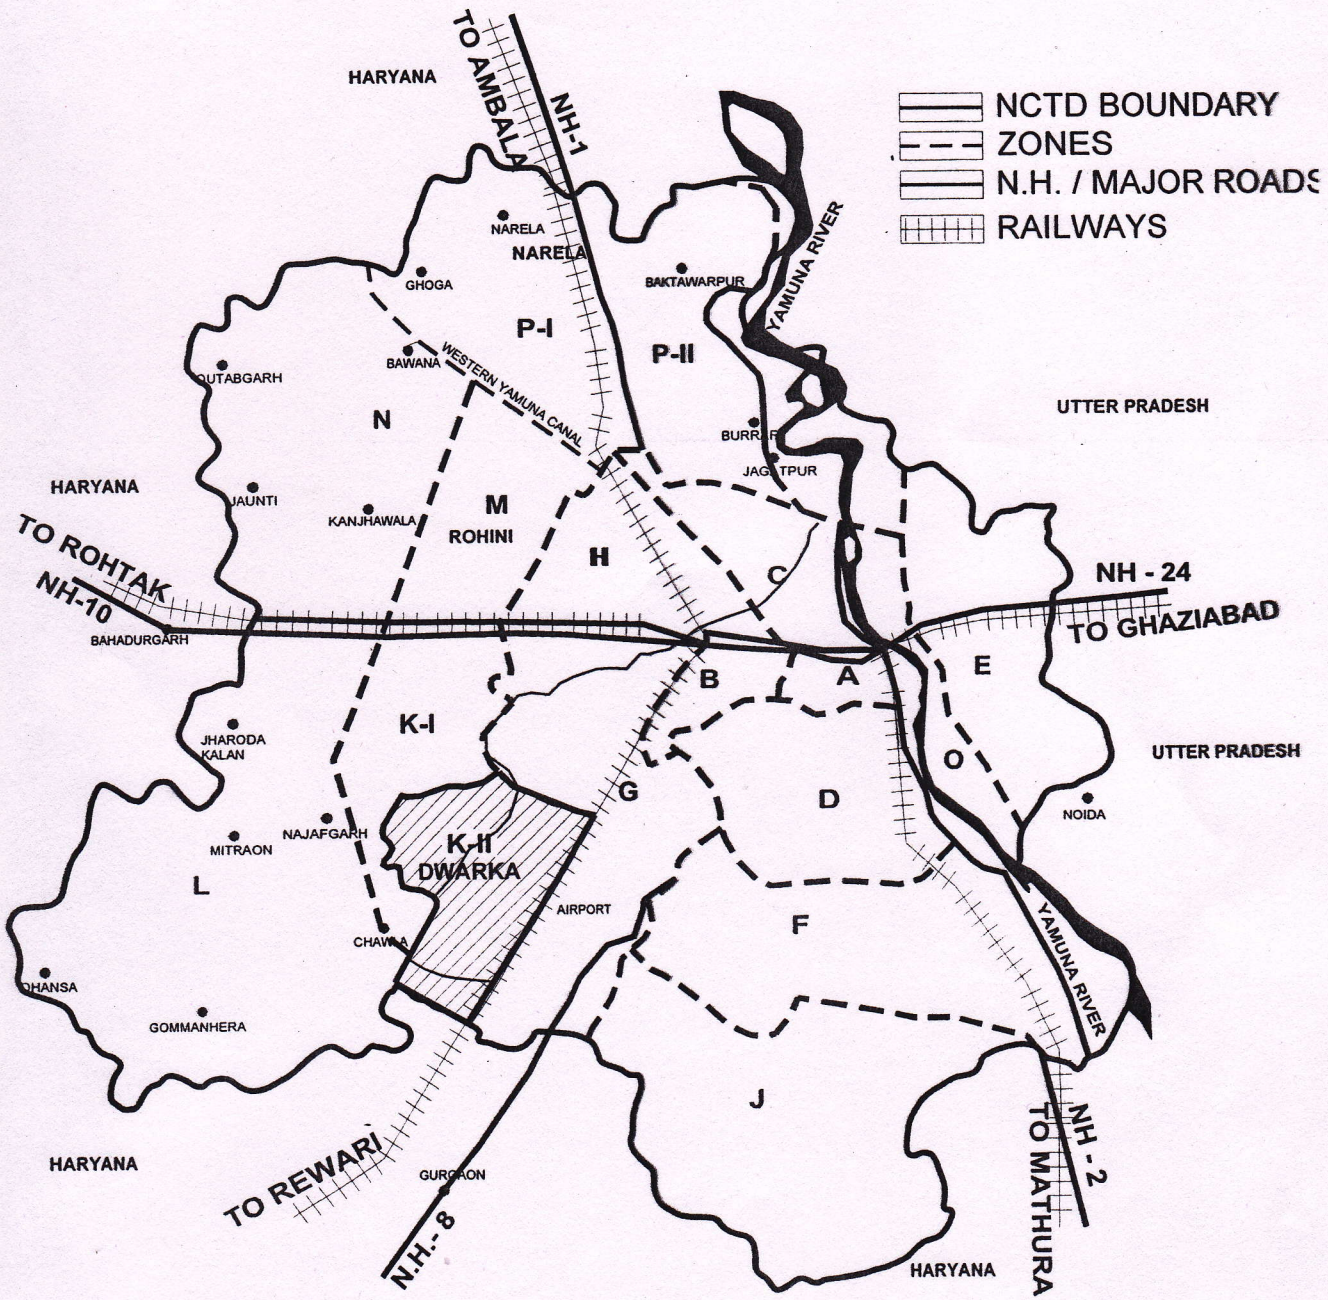 HARYANA
TO AMBALA
NH-1
NCTD BOUNDARY
ZONES
N.H. / MAJOR ROADS
RAILWAYS
NARELA
NARELA
GHOGA
BAKTAWARPUR
YAMUNA RIVER
P-I
P-II
BAWANA
WESTERN YAMUNA CANAL
QUTABGARH
N
UTTER PRADESH
BURRARI
JAGATPUR
HARYANA
JAUNTI
KANJHAWALA
M
ROHINI
H
C
TO ROHTAK
NH-10
BAHADURGARH
NH - 24
TO GHAZIABAD
B
A
E
K-I
JHARODA
KALAN
O
UTTER PRADESH
G
D
NOIDA
NAJAFGARH
MITRAON
K-II
DWARKA
L
AIRPORT
F
CHAWLA
YAMUNA RIVER
DHANSA
GOMMANHERA
J
HARYANA
TO REWARI
GURGAON
N.H.- 8
NH - 2
TO MATHURA
HARYANA